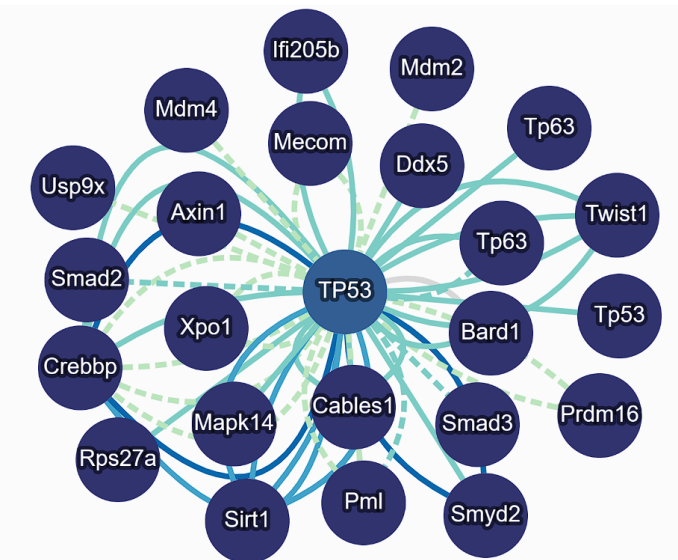 Ifi205b
Mdm2
Mdm4
Tp63
Mecom
Ddx5
Usp9x
Axin1
Twist1
Tp63
Smad2
TP53
Tp53
Xpo1
Bard1
Crebbp
Cables1
Prdm16
Mapk14
Smad3
Rps27a
Pml
Smyd2
Sirt1